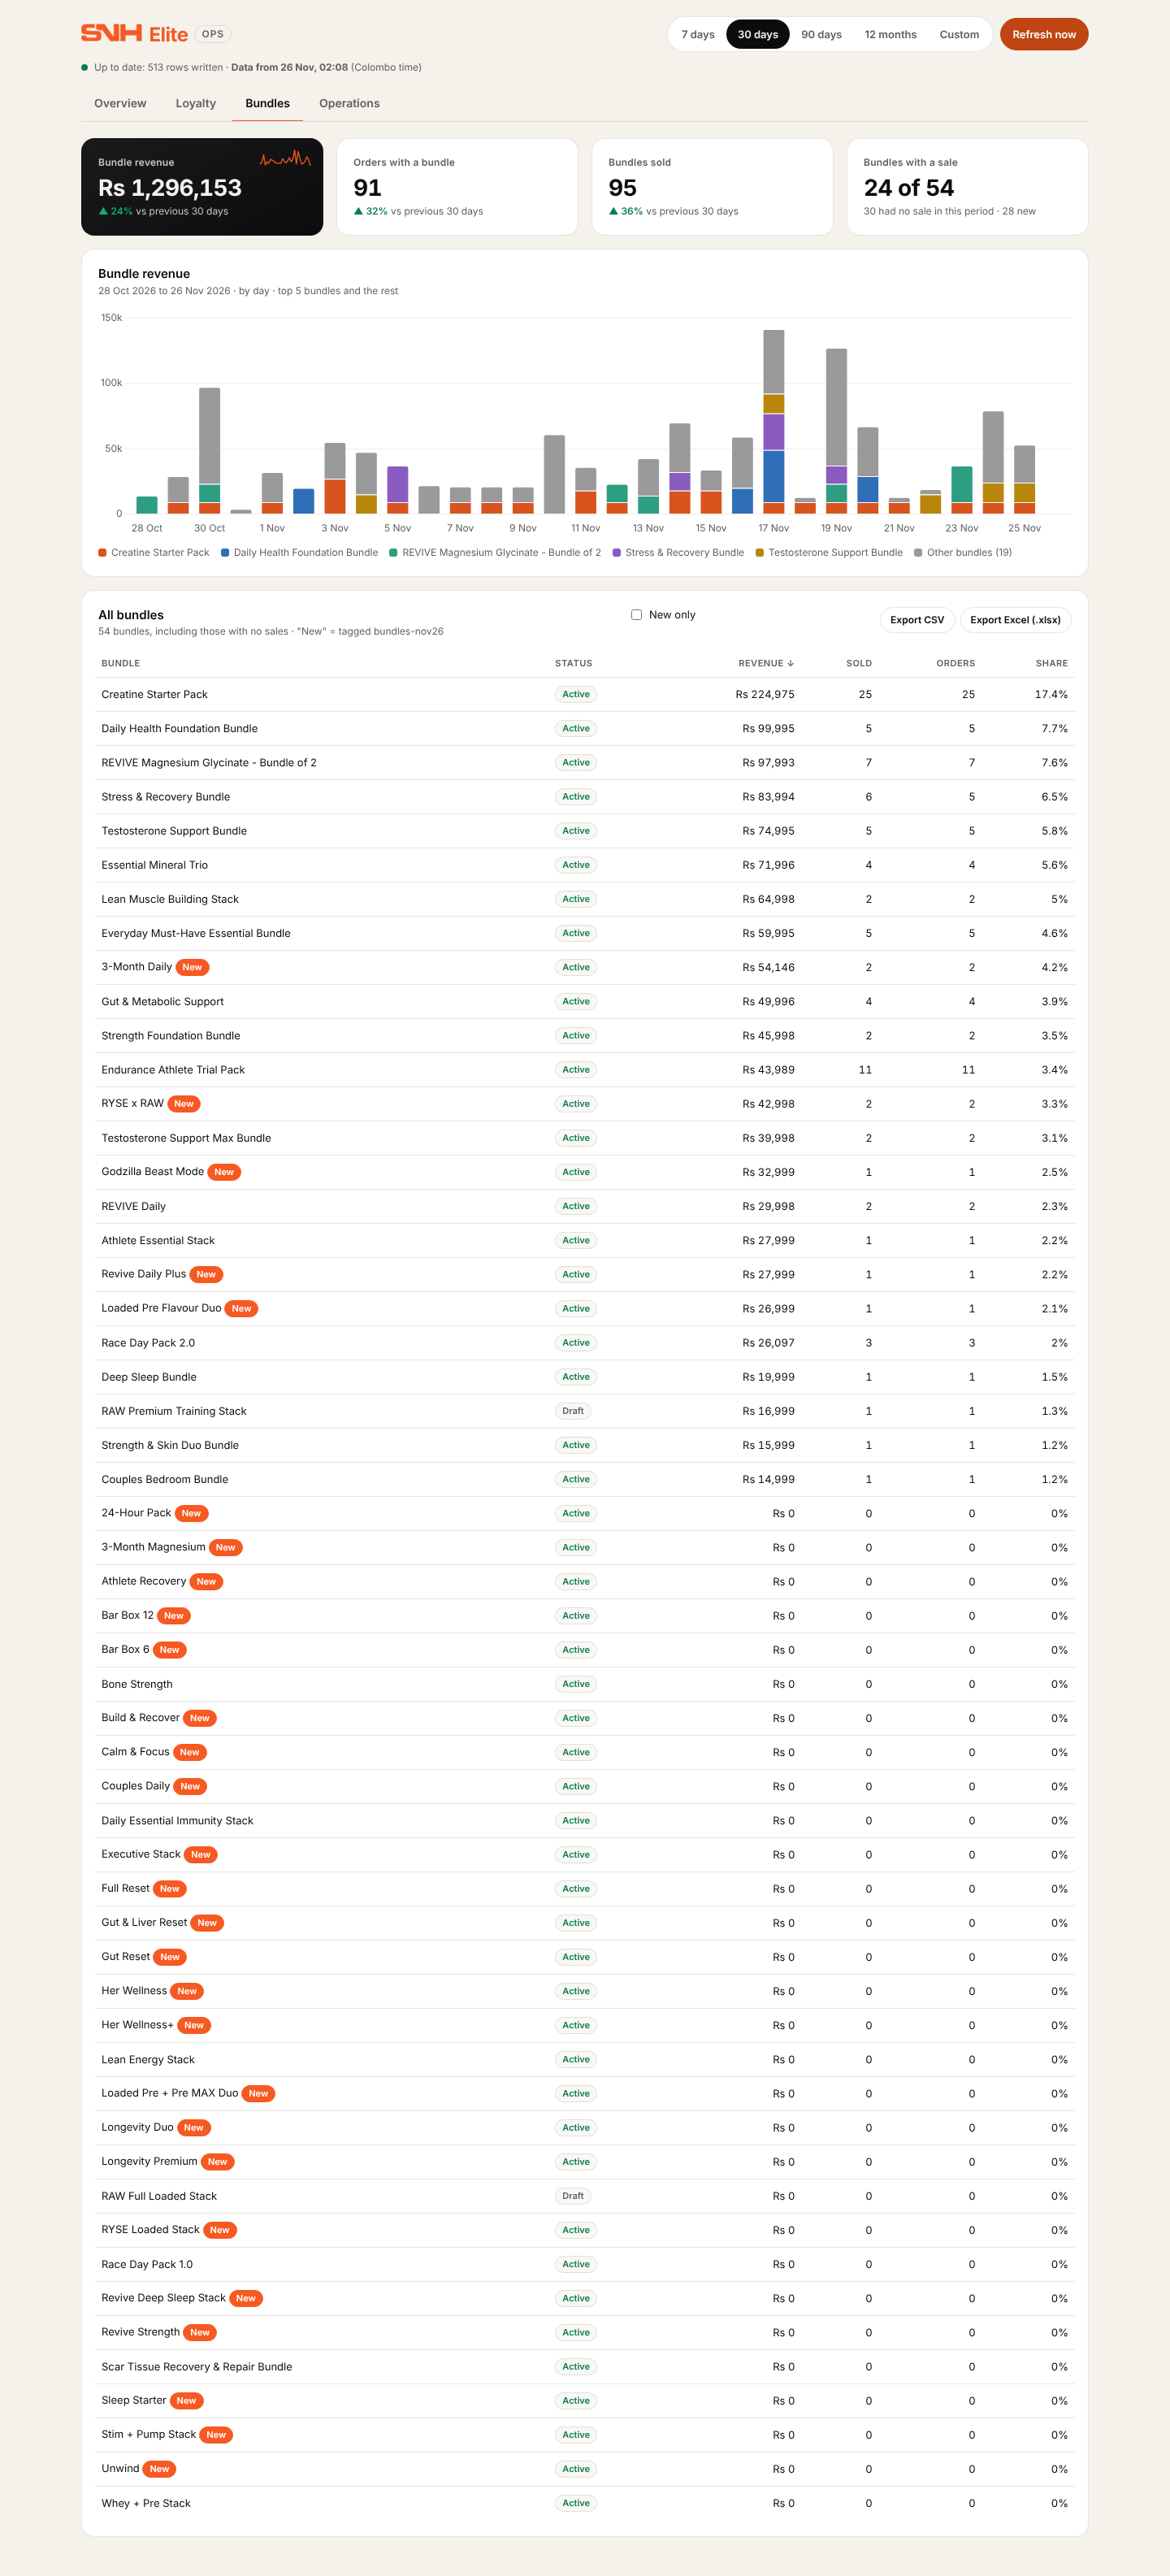 SNH Elite OPS
7 days 30 days 90 days 12 months Custom Refresh now
Up to date: 513 rows written · Data from 26 Nov, 02:08 (Colombo time)
Overview Loyalty Bundles Operations
Bundle revenue
Rs 1,296,153
▲ 24% vs previous 30 days
Orders with a bundle
91
▲ 32% vs previous 30 days
Bundles sold
95
▲ 36% vs previous 30 days
Bundles with a sale
24 of 54
30 had no sale in this period · 28 new
Bundle revenue
28 Oct 2026 to 26 Nov 2026 · by day · top 5 bundles and the rest
150k
100k
50k
0
28 Oct 30 Oct 1 Nov 3 Nov 5 Nov 7 Nov 9 Nov 11 Nov 13 Nov 15 Nov 17 Nov 19 Nov 21 Nov 23 Nov 25 Nov
Creatine Starter Pack Daily Health Foundation Bundle REVIVE Magnesium Glycinate - Bundle of 2 Stress & Recovery Bundle Testosterone Support Bundle Other bundles (19)
All bundles
54 bundles, including those with no sales · "New" = tagged bundles-nov26
New only
Export CSV Export Excel (.xlsx)
BUNDLE STATUS REVENUE ↓ SOLD ORDERS SHARE
Creatine Starter Pack Active Rs 224,975 25 25 17.4%
Daily Health Foundation Bundle Active Rs 99,995 5 5 7.7%
REVIVE Magnesium Glycinate - Bundle of 2 Active Rs 97,993 7 7 7.6%
Stress & Recovery Bundle Active Rs 83,994 6 5 6.5%
Testosterone Support Bundle Active Rs 74,995 5 5 5.8%
Essential Mineral Trio Active Rs 71,996 4 4 5.6%
Lean Muscle Building Stack Active Rs 64,998 2 2 5%
Everyday Must-Have Essential Bundle Active Rs 59,995 5 5 4.6%
3-Month Daily New Active Rs 54,146 2 2 4.2%
Gut & Metabolic Support Active Rs 49,996 4 4 3.9%
Strength Foundation Bundle Active Rs 45,998 2 2 3.5%
Endurance Athlete Trial Pack Active Rs 43,989 11 11 3.4%
RYSE x RAW New Active Rs 42,998 2 2 3.3%
Testosterone Support Max Bundle Active Rs 39,998 2 2 3.1%
Godzilla Beast Mode New Active Rs 32,999 1 1 2.5%
REVIVE Daily Active Rs 29,998 2 2 2.3%
Athlete Essential Stack Active Rs 27,999 1 1 2.2%
Revive Daily Plus New Active Rs 27,999 1 1 2.2%
Loaded Pre Flavour Duo New Active Rs 26,999 1 1 2.1%
Race Day Pack 2.0 Active Rs 26,097 3 3 2%
Deep Sleep Bundle Active Rs 19,999 1 1 1.5%
RAW Premium Training Stack Draft Rs 16,999 1 1 1.3%
Strength & Skin Duo Bundle Active Rs 15,999 1 1 1.2%
Couples Bedroom Bundle Active Rs 14,999 1 1 1.2%
24-Hour Pack New Active Rs 0 0 0 0%
3-Month Magnesium New Active Rs 0 0 0 0%
Athlete Recovery New Active Rs 0 0 0 0%
Bar Box 12 New Active Rs 0 0 0 0%
Bar Box 6 New Active Rs 0 0 0 0%
Bone Strength Active Rs 0 0 0 0%
Build & Recover New Active Rs 0 0 0 0%
Calm & Focus New Active Rs 0 0 0 0%
Couples Daily New Active Rs 0 0 0 0%
Daily Essential Immunity Stack Active Rs 0 0 0 0%
Executive Stack New Active Rs 0 0 0 0%
Full Reset New Active Rs 0 0 0 0%
Gut & Liver Reset New Active Rs 0 0 0 0%
Gut Reset New Active Rs 0 0 0 0%
Her Wellness New Active Rs 0 0 0 0%
Her Wellness+ New Active Rs 0 0 0 0%
Lean Energy Stack Active Rs 0 0 0 0%
Loaded Pre + Pre MAX Duo New Active Rs 0 0 0 0%
Longevity Duo New Active Rs 0 0 0 0%
Longevity Premium New Active Rs 0 0 0 0%
RAW Full Loaded Stack Draft Rs 0 0 0 0%
RYSE Loaded Stack New Active Rs 0 0 0 0%
Race Day Pack 1.0 Active Rs 0 0 0 0%
Revive Deep Sleep Stack New Active Rs 0 0 0 0%
Revive Strength New Active Rs 0 0 0 0%
Scar Tissue Recovery & Repair Bundle Active Rs 0 0 0 0%
Sleep Starter New Active Rs 0 0 0 0%
Stim + Pump Stack New Active Rs 0 0 0 0%
Unwind New Active Rs 0 0 0 0%
Whey + Pre Stack Active Rs 0 0 0 0%